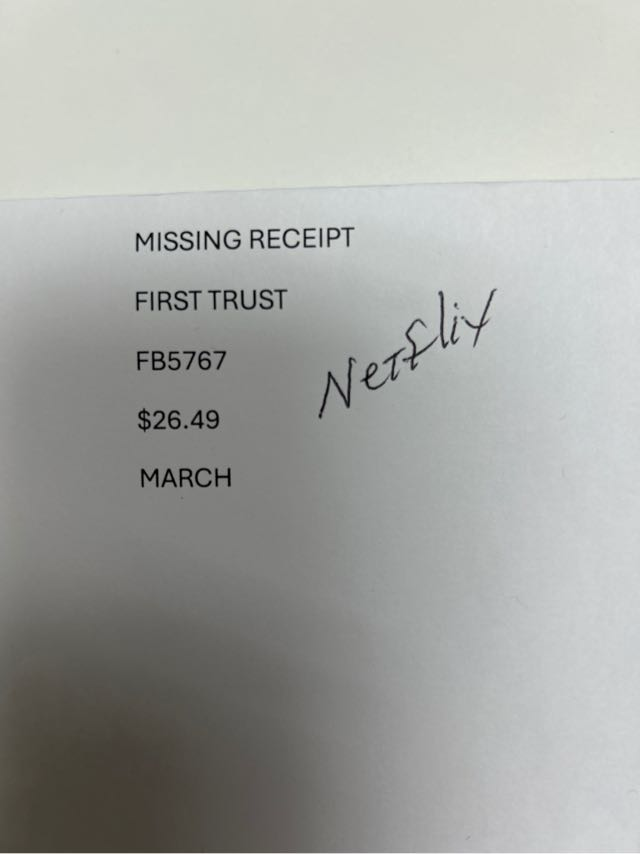 MISSING RECEIPT
FIRST TRUST
FB5767
$26.49
MARCH
Netflix